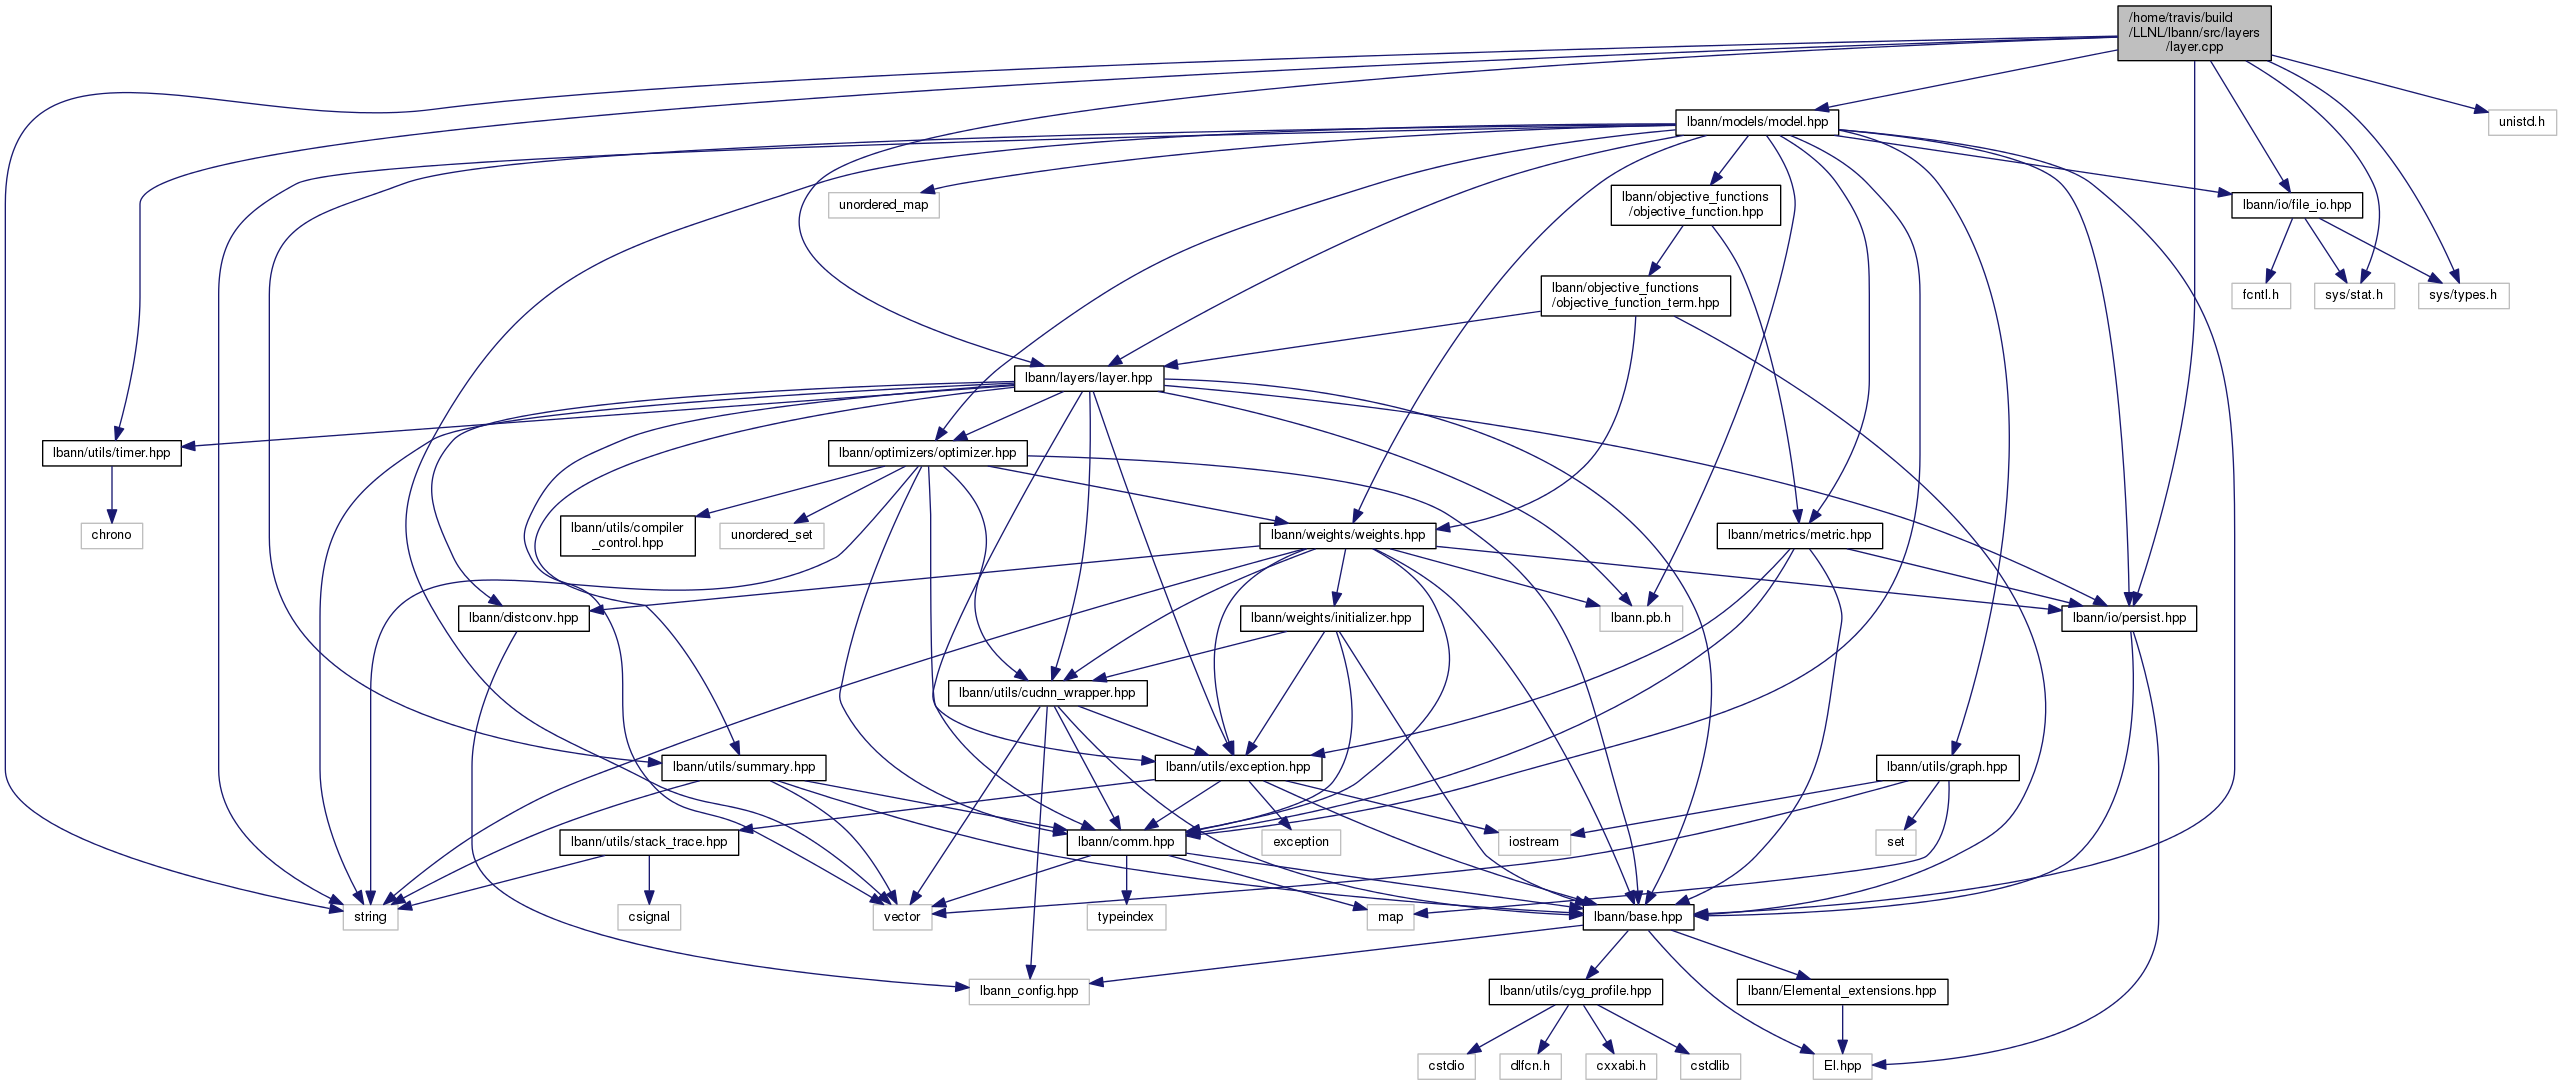 /home/travis/build
/LLNL/lbann/src/layers
/layer.cpp
lbann/models/model.hpp
unistd.h
unordered_map
lbann/objective_functions
/objective_function.hpp
lbann/io/file_io.hpp
lbann/objective_functions
/objective_function_term.hpp
fcntl.h
sys/stat.h
sys/types.h
lbann/layers/layer.hpp
lbann/utils/timer.hpp
lbann/optimizers/optimizer.hpp
chrono
lbann/utils/compiler
_control.hpp
unordered_set
lbann/weights/weights.hpp
lbann/metrics/metric.hpp
lbann/distconv.hpp
lbann/weights/initializer.hpp
lbann.pb.h
lbann/io/persist.hpp
lbann/utils/cudnn_wrapper.hpp
lbann/utils/summary.hpp
lbann/utils/exception.hpp
lbann/utils/graph.hpp
lbann/utils/stack_trace.hpp
lbann/comm.hpp
exception
iostream
set
string
csignal
vector
typeindex
map
lbann/base.hpp
lbann_config.hpp
lbann/utils/cyg_profile.hpp
lbann/Elemental_extensions.hpp
cstdio
dlfcn.h
cxxabi.h
cstdlib
El.hpp